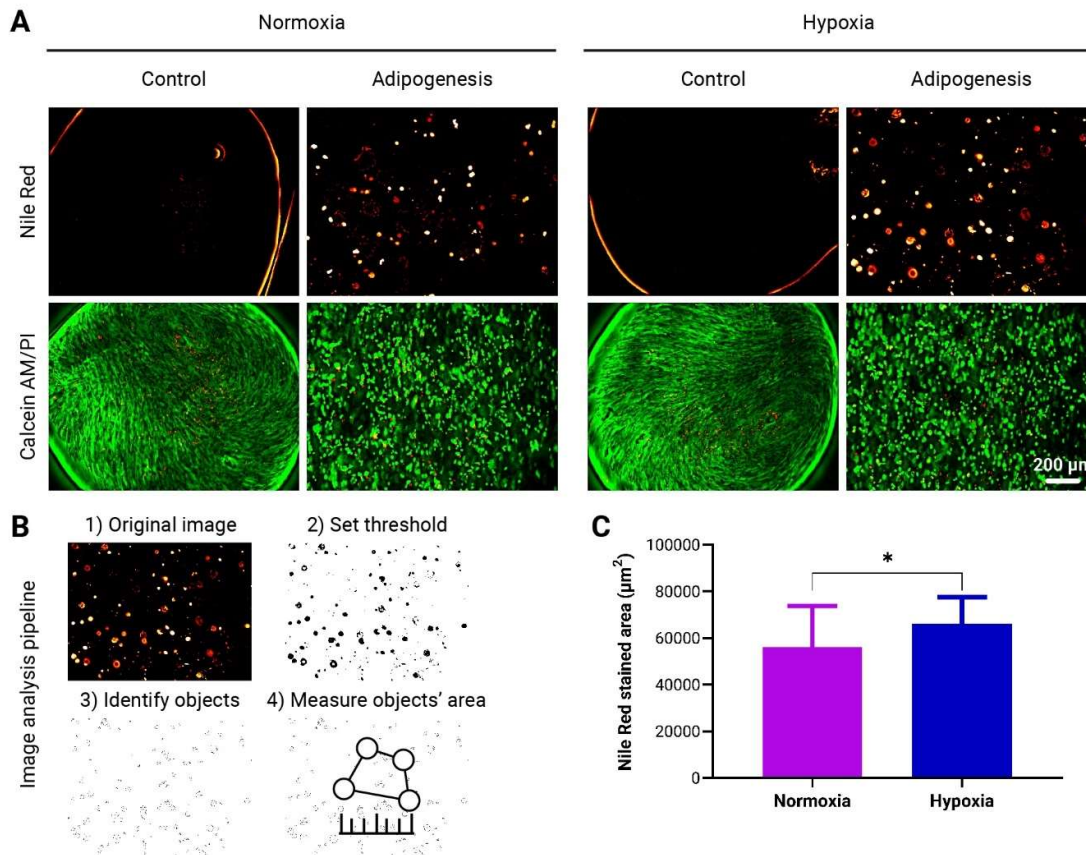 A
Normoxia
Hypoxia
Control
Adipogenesis
Control
Adipogenesis
Nile Red
Calcein AM/PI
200 µm
B
Image analysis pipeline
1) Original image
2) Set threshold
3) Identify objects
4) Measure objects’ area
C
Nile Red stained area (µm²)
100000
80000
60000
40000
20000
0
*
Normoxia
Hypoxia